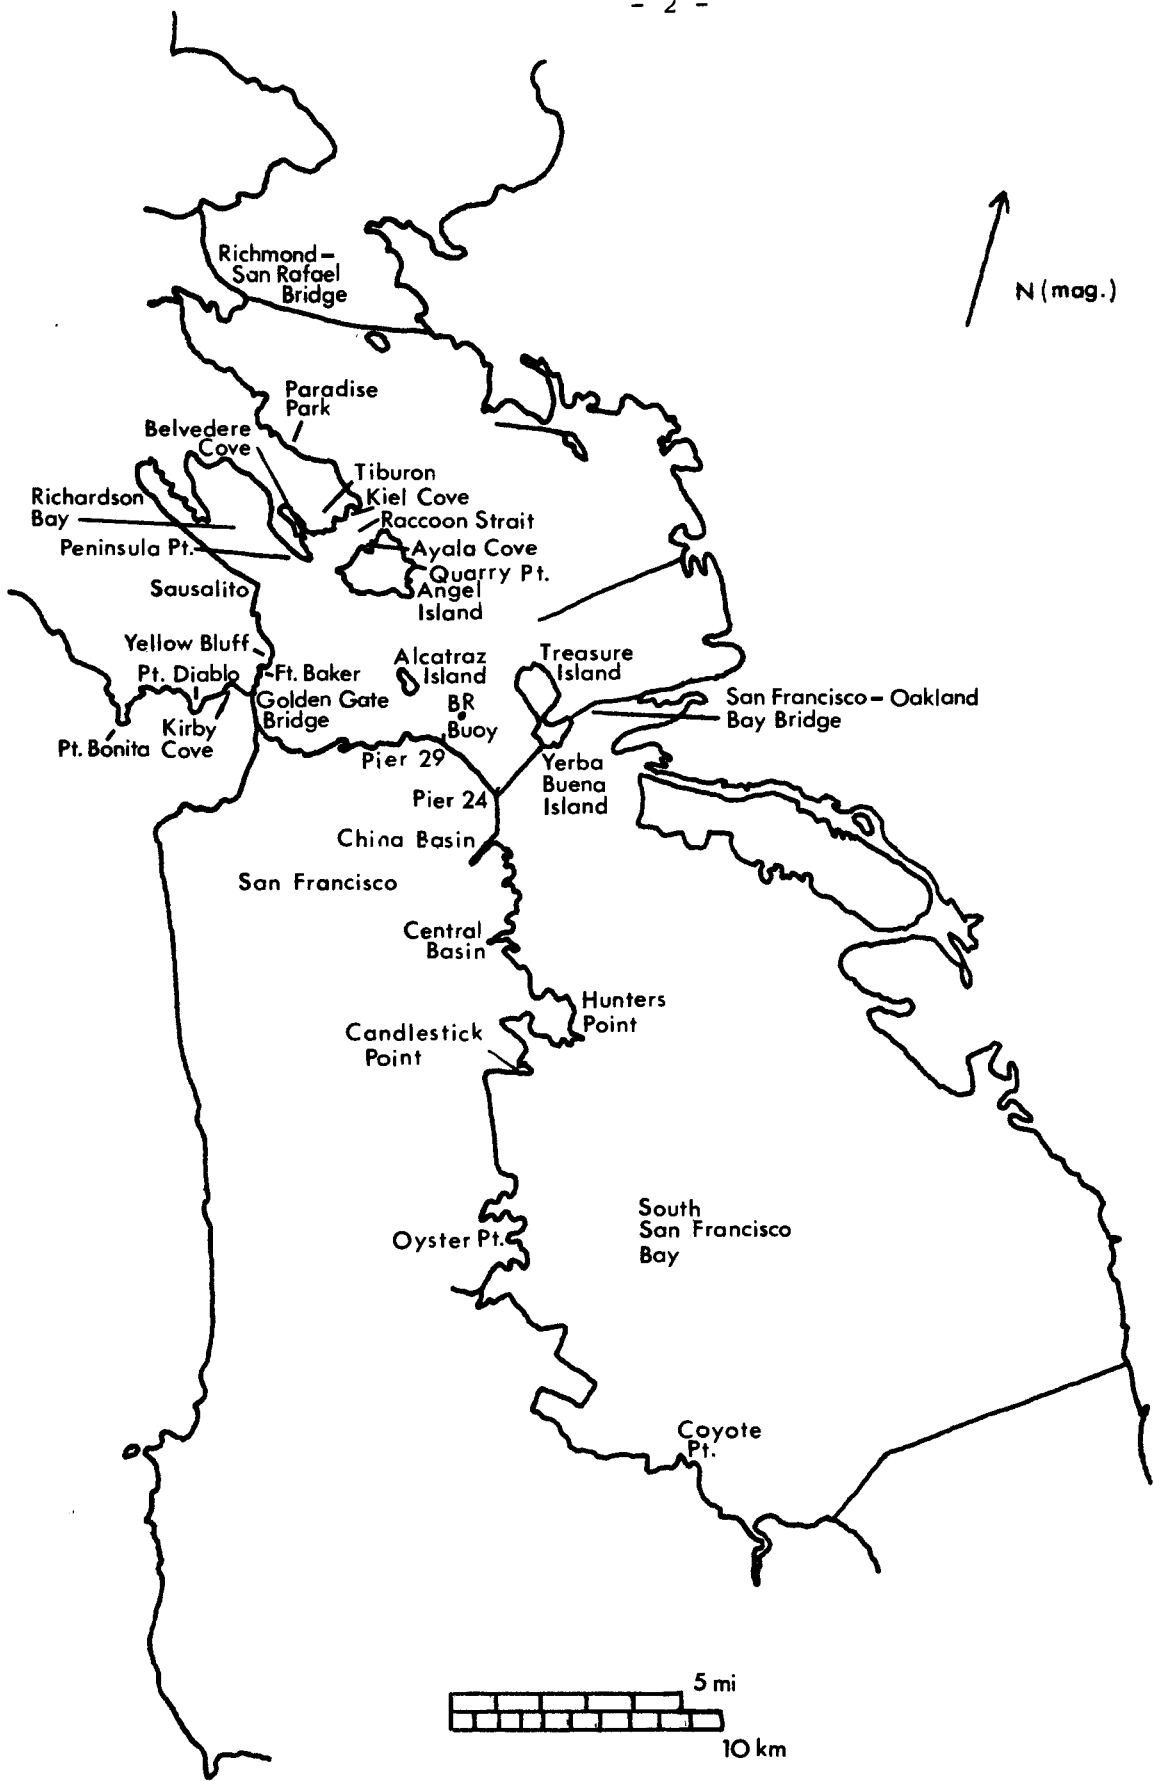 - 2 -
Richmond-
San Rafael
Bridge
N (mag.)
Paradise
Park
Belvedere
Cove
Tiburon
Kiel Cove
Richardson
Bay
Raccoon Strait
Peninsula Pt.
Ayala Cove
Quarry Pt.
Sausalito
Angel
Island
Yellow Bluff
Alcatraz
Island
Treasure
Island
Pt. Diablo
Ft. Baker
Golden Gate
Bridge
BR
Buoy
San Francisco-Oakland
Bay Bridge
Kirby
Cove
Pt. Bonita
Pier 29
Yerba
Buena
Island
Pier 24
China Basin
San Francisco
Central
Basin
Hunters
Point
Candlestick
Point
South
San Francisco
Bay
Oyster Pt.
Coyote
Pt.
5 mi
10 km